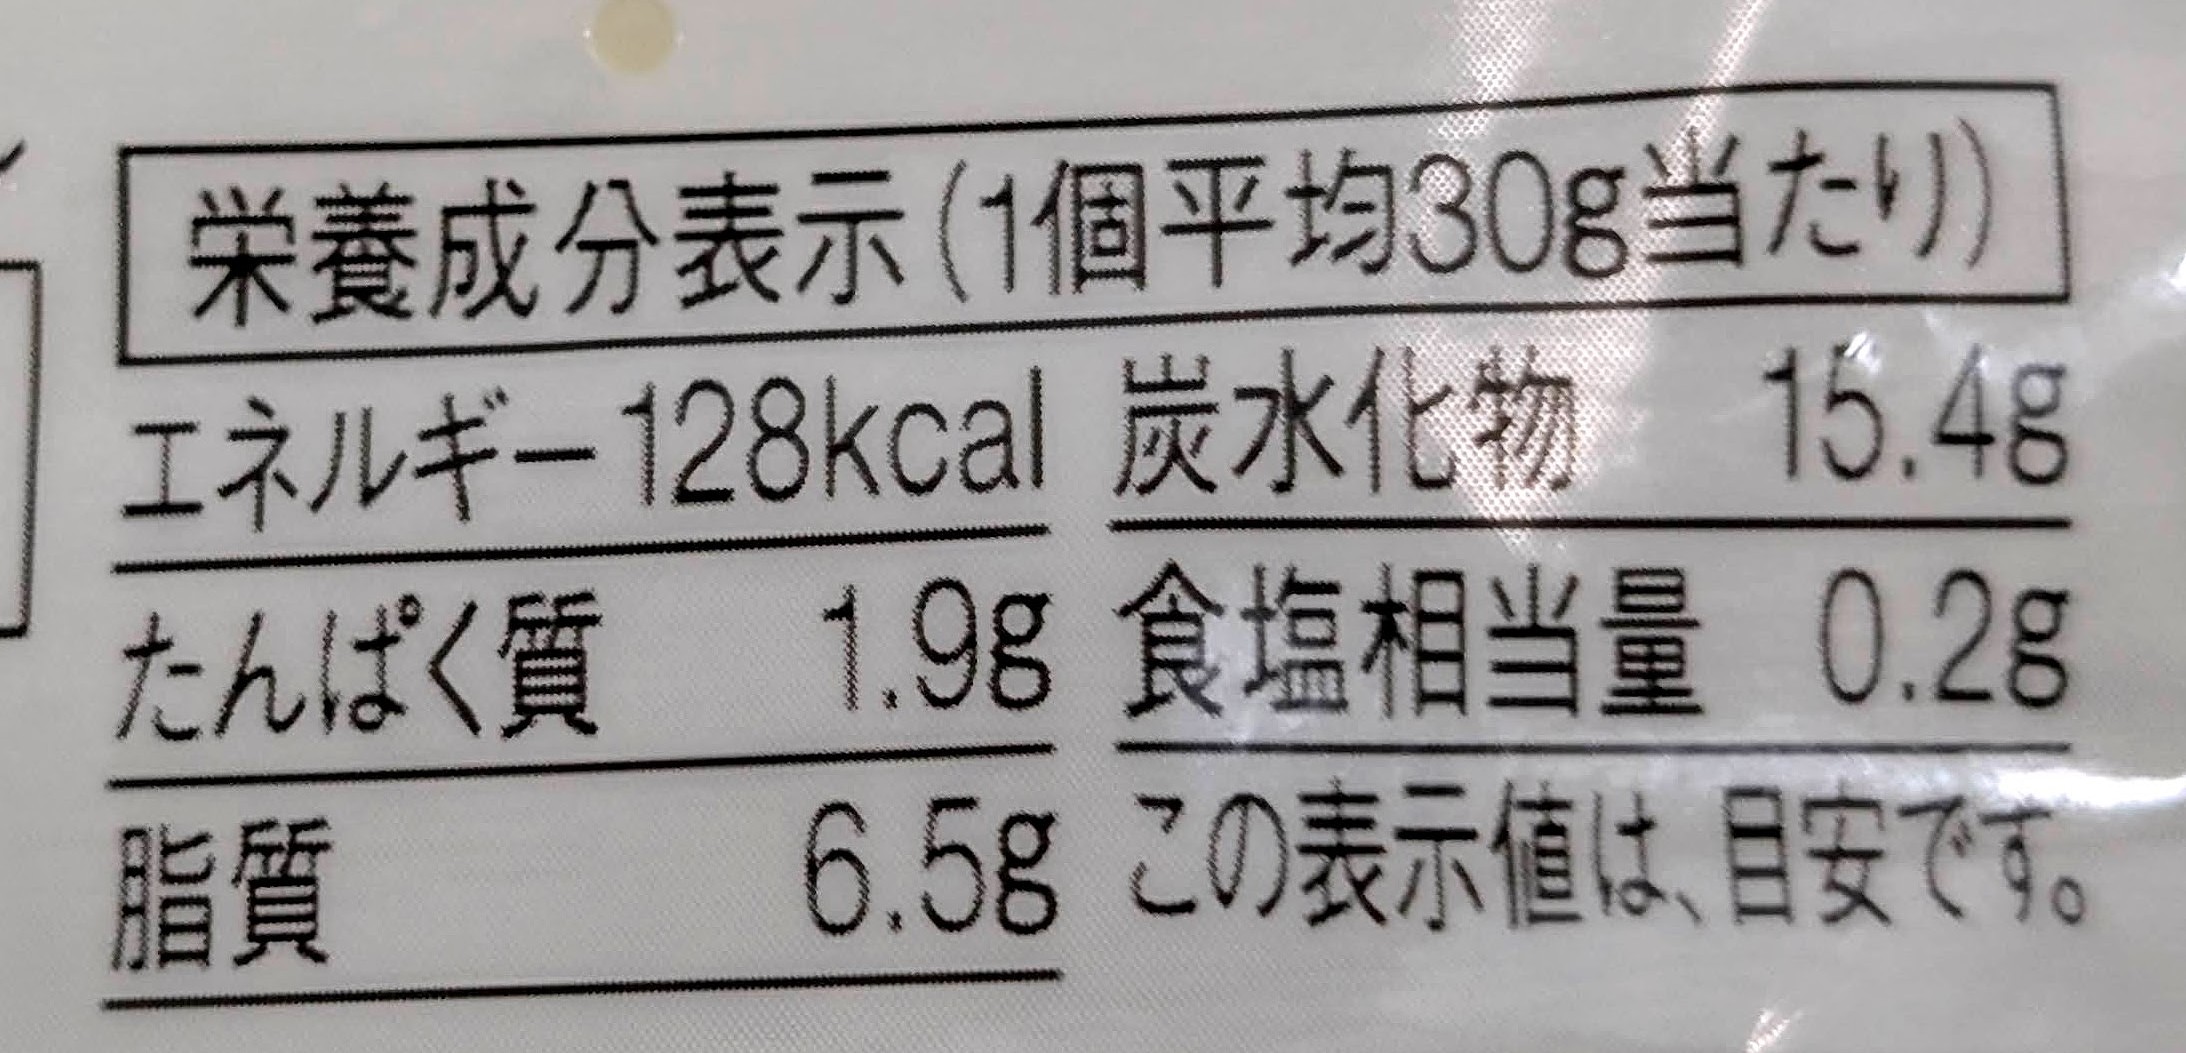 栄養成分表示(1個平均30g当たり)
エネルギー128kcal
たんぱく質 1.9g
脂質 6.5g
炭水化物 15.4g
食塩相当量 0.2g
この表示値は、目安です。